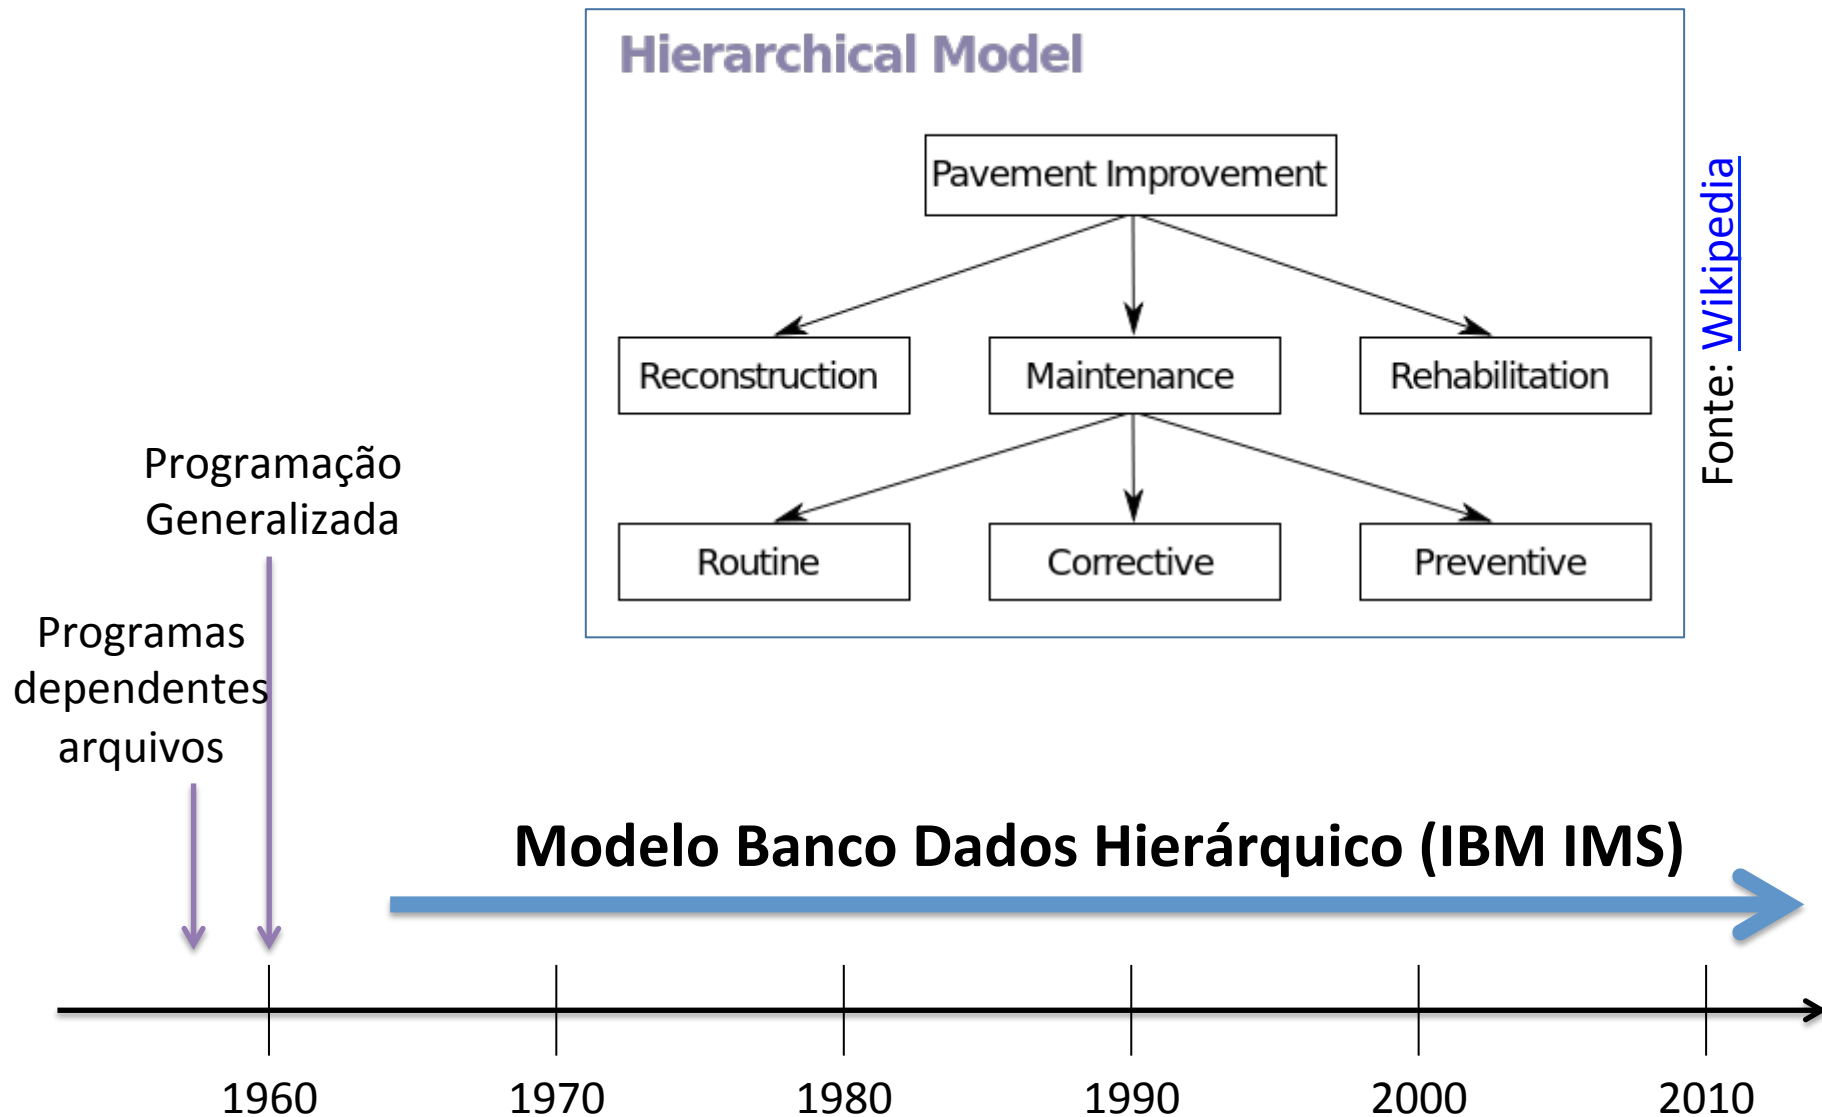 Hierarchical Model
Pavement Improvement
Reconstruction
Maintenance
Rehabilitation
Routine
Corrective
Preventive
Fonte: Wikipedia
Programação
Generalizada
Programas
dependentes
arquivos
Modelo Banco Dados Hierárquico (IBM IMS)
1960
1970
1980
1990
2000
2010